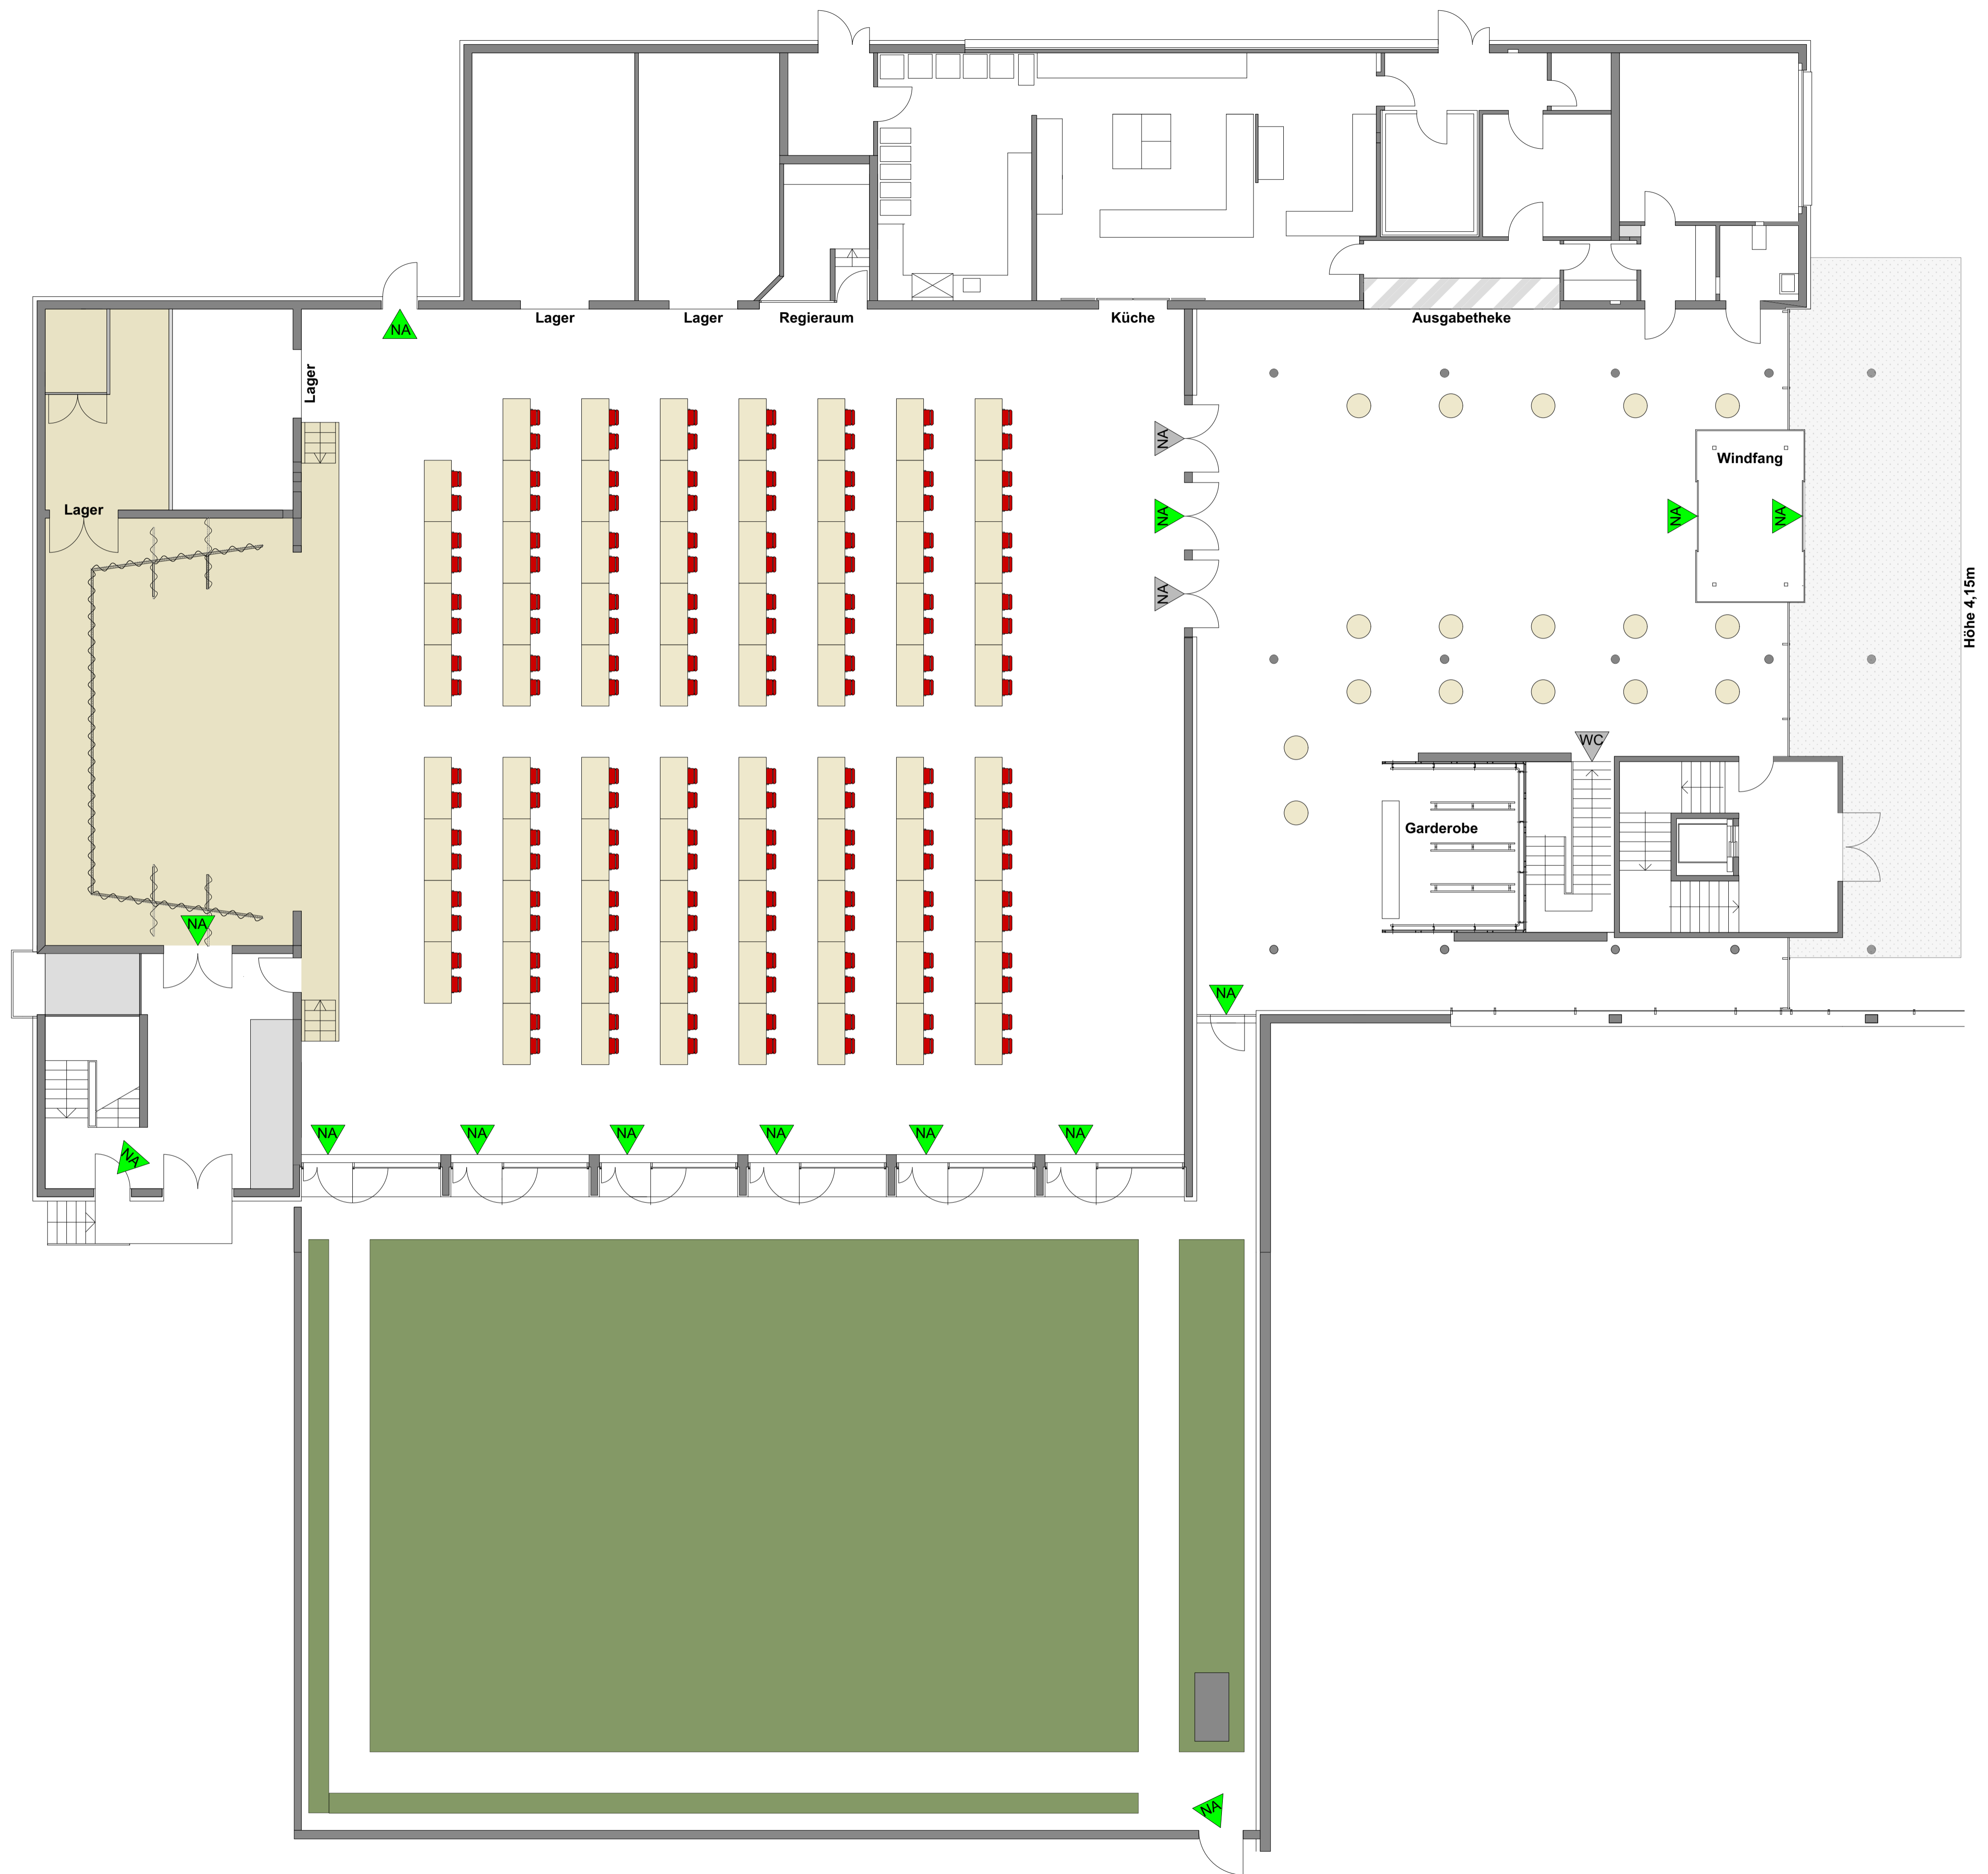 NA
Lager
Lager
Regieraum
Küche
Ausgabetheke
Lager
NA
Windfang
Lager
NA
NA
NA
NA
Höhe 4,15m
WC
Garderobe
NA
NA
NA
NA
NA
NA
NA
NA
NA
NA